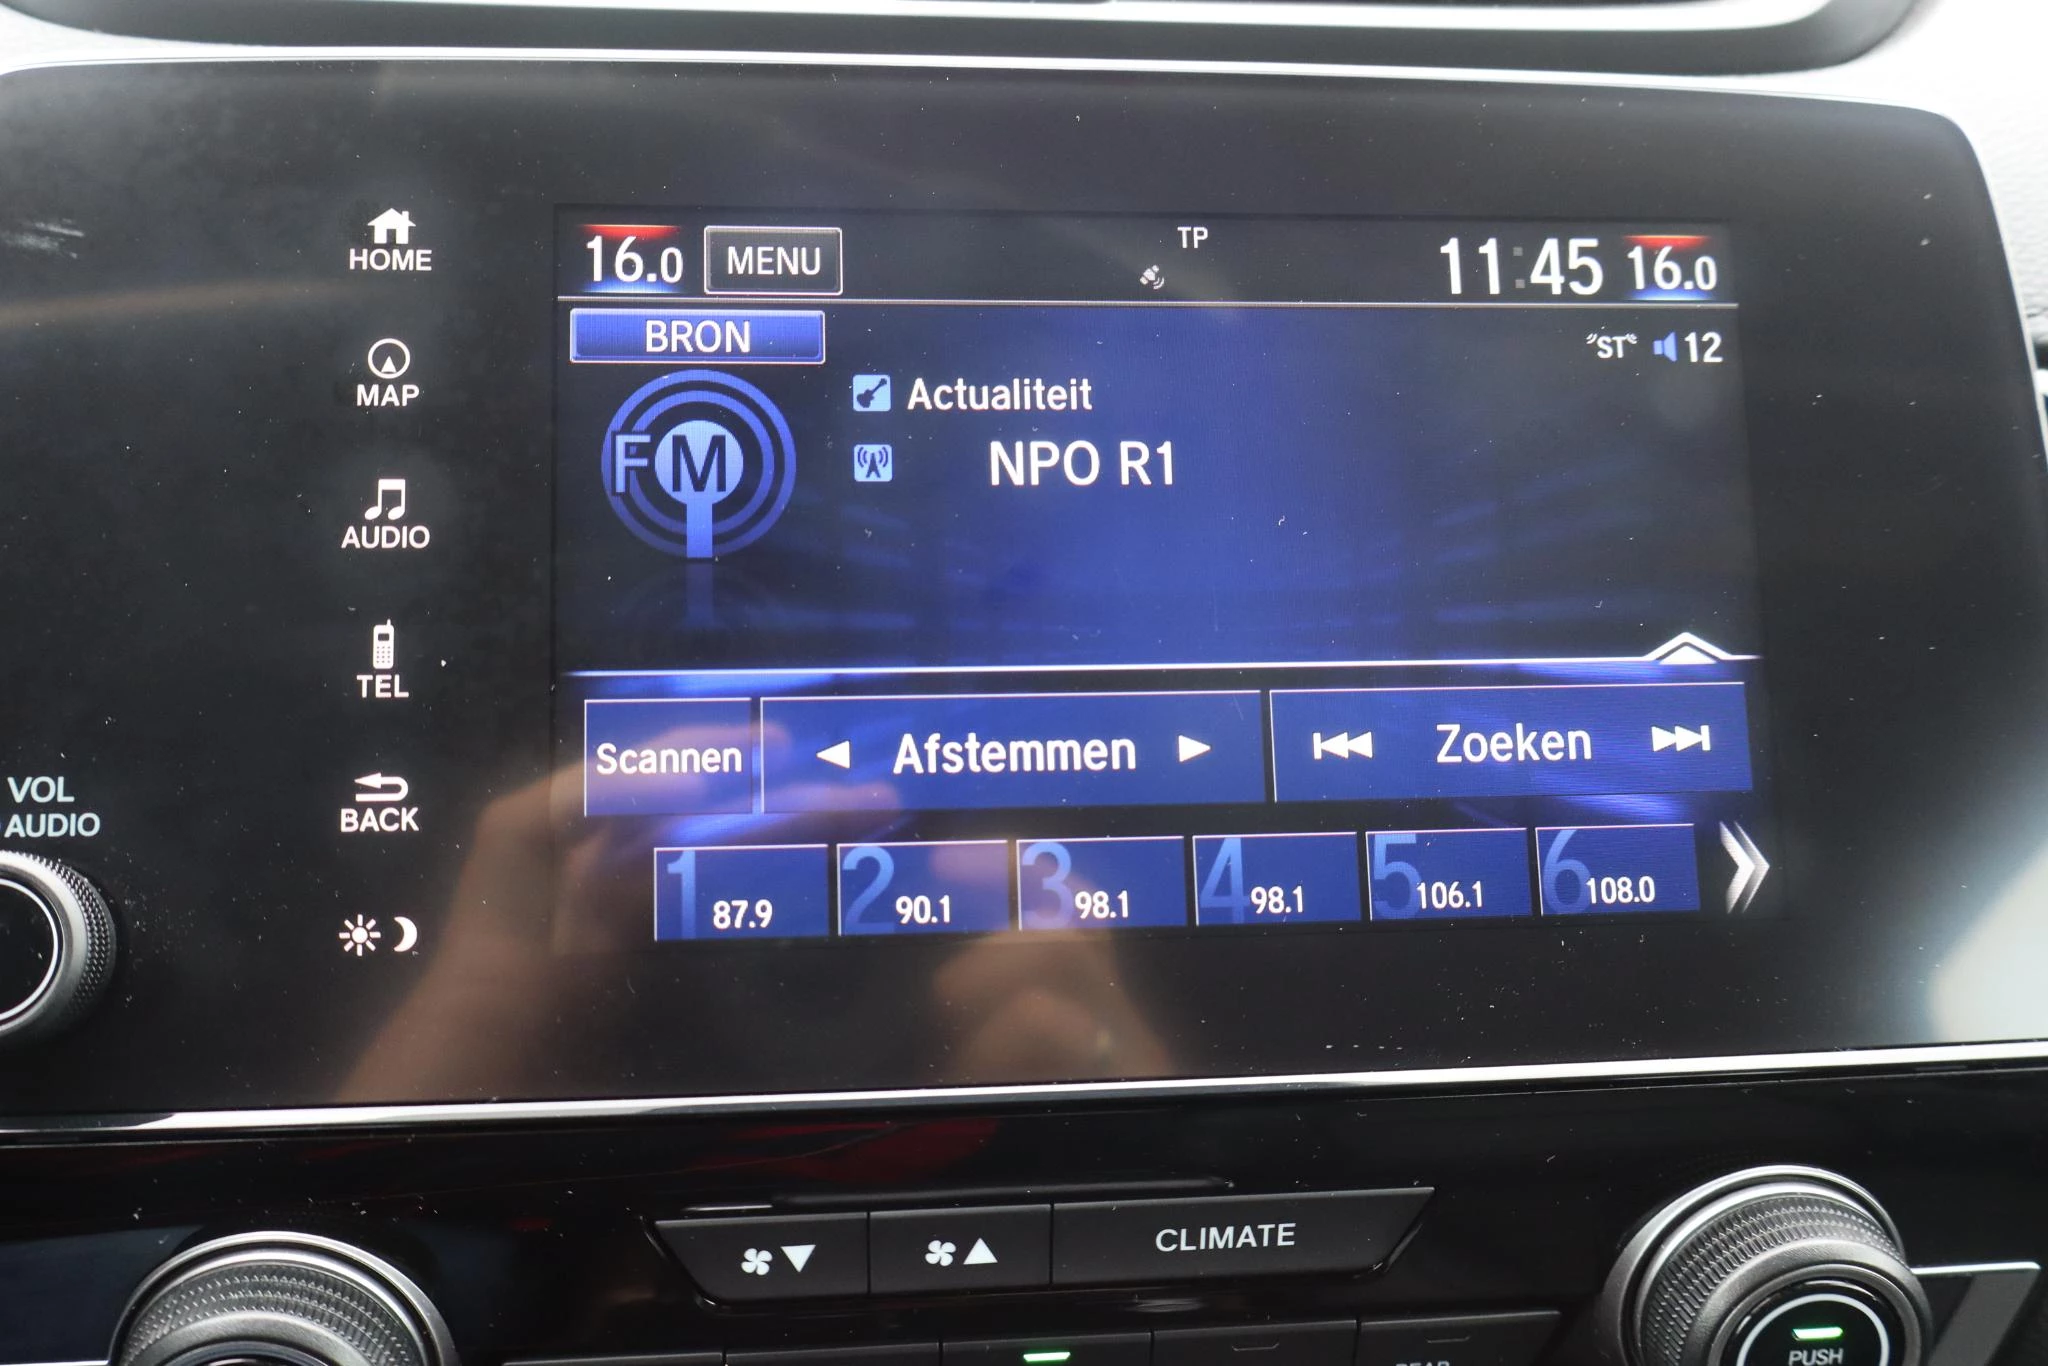 HOME
MAP
AUDIO
TEL
BACK
VOL
AUDIO
16.0 MENU TP 11:45 16.0
BRON
ST 12
FM
Actualiteit
NPO R1
Scannen Afstemmen Zoeken
1 87.9 2 90.1 3 98.1 4 98.1 5 106.1 6 108.0
CLIMATE
PUSH
REAR